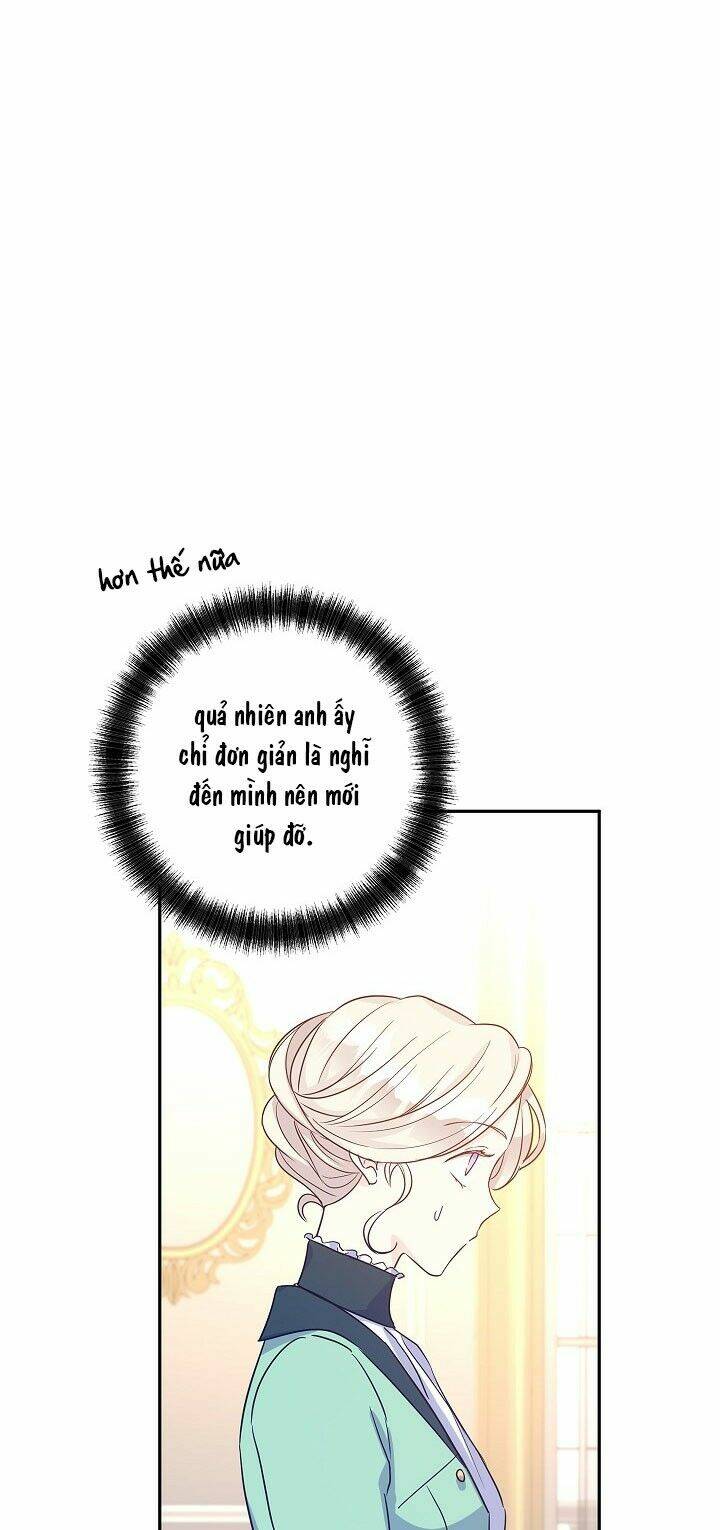 hơn thế nữa
quả nhiên anh ấy
chỉ đơn giản là nghĩ
đến mình nên mới
giúp đỡ.